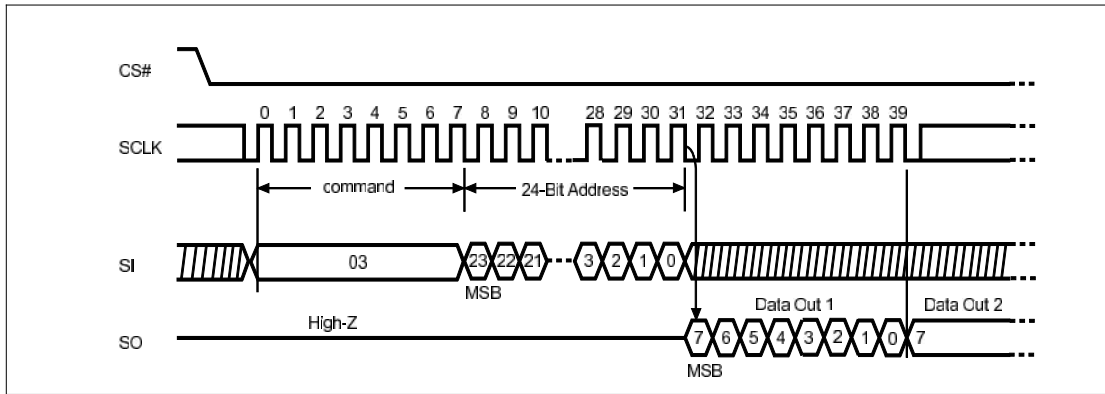 CS#
0 1 2 3 4 5 6 7 8 9 10 28 29 30 31 32 33 34 35 36 37 38 39
SCLK
command 24-Bit Address
SI 03 23 22 21 3 2 1 0
MSB
Data Out 1 Data Out 2
High-Z
SO 7 6 5 4 3 2 1 0 7
MSB